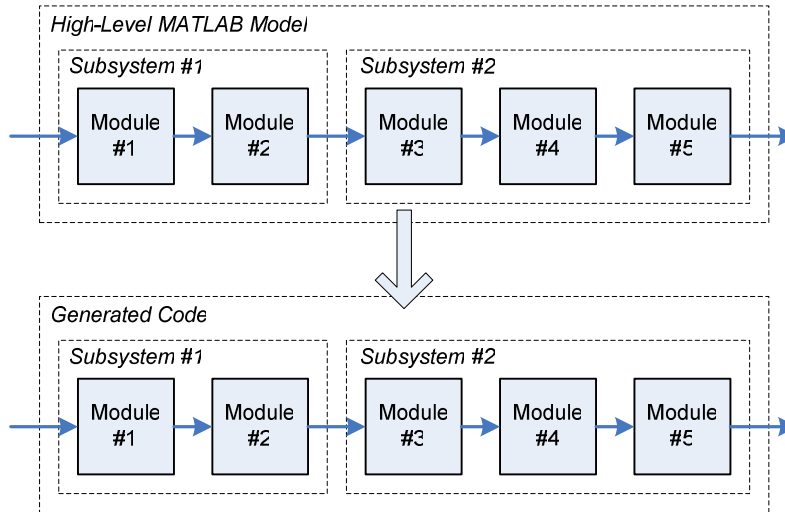 High-Level MATLAB Model
Subsystem #1
Subsystem #2
Module
#1
Module
#2
Module
#3
Module
#4
Module
#5
Generated Code
Subsystem #1
Subsystem #2
Module
#1
Module
#2
Module
#3
Module
#4
Module
#5